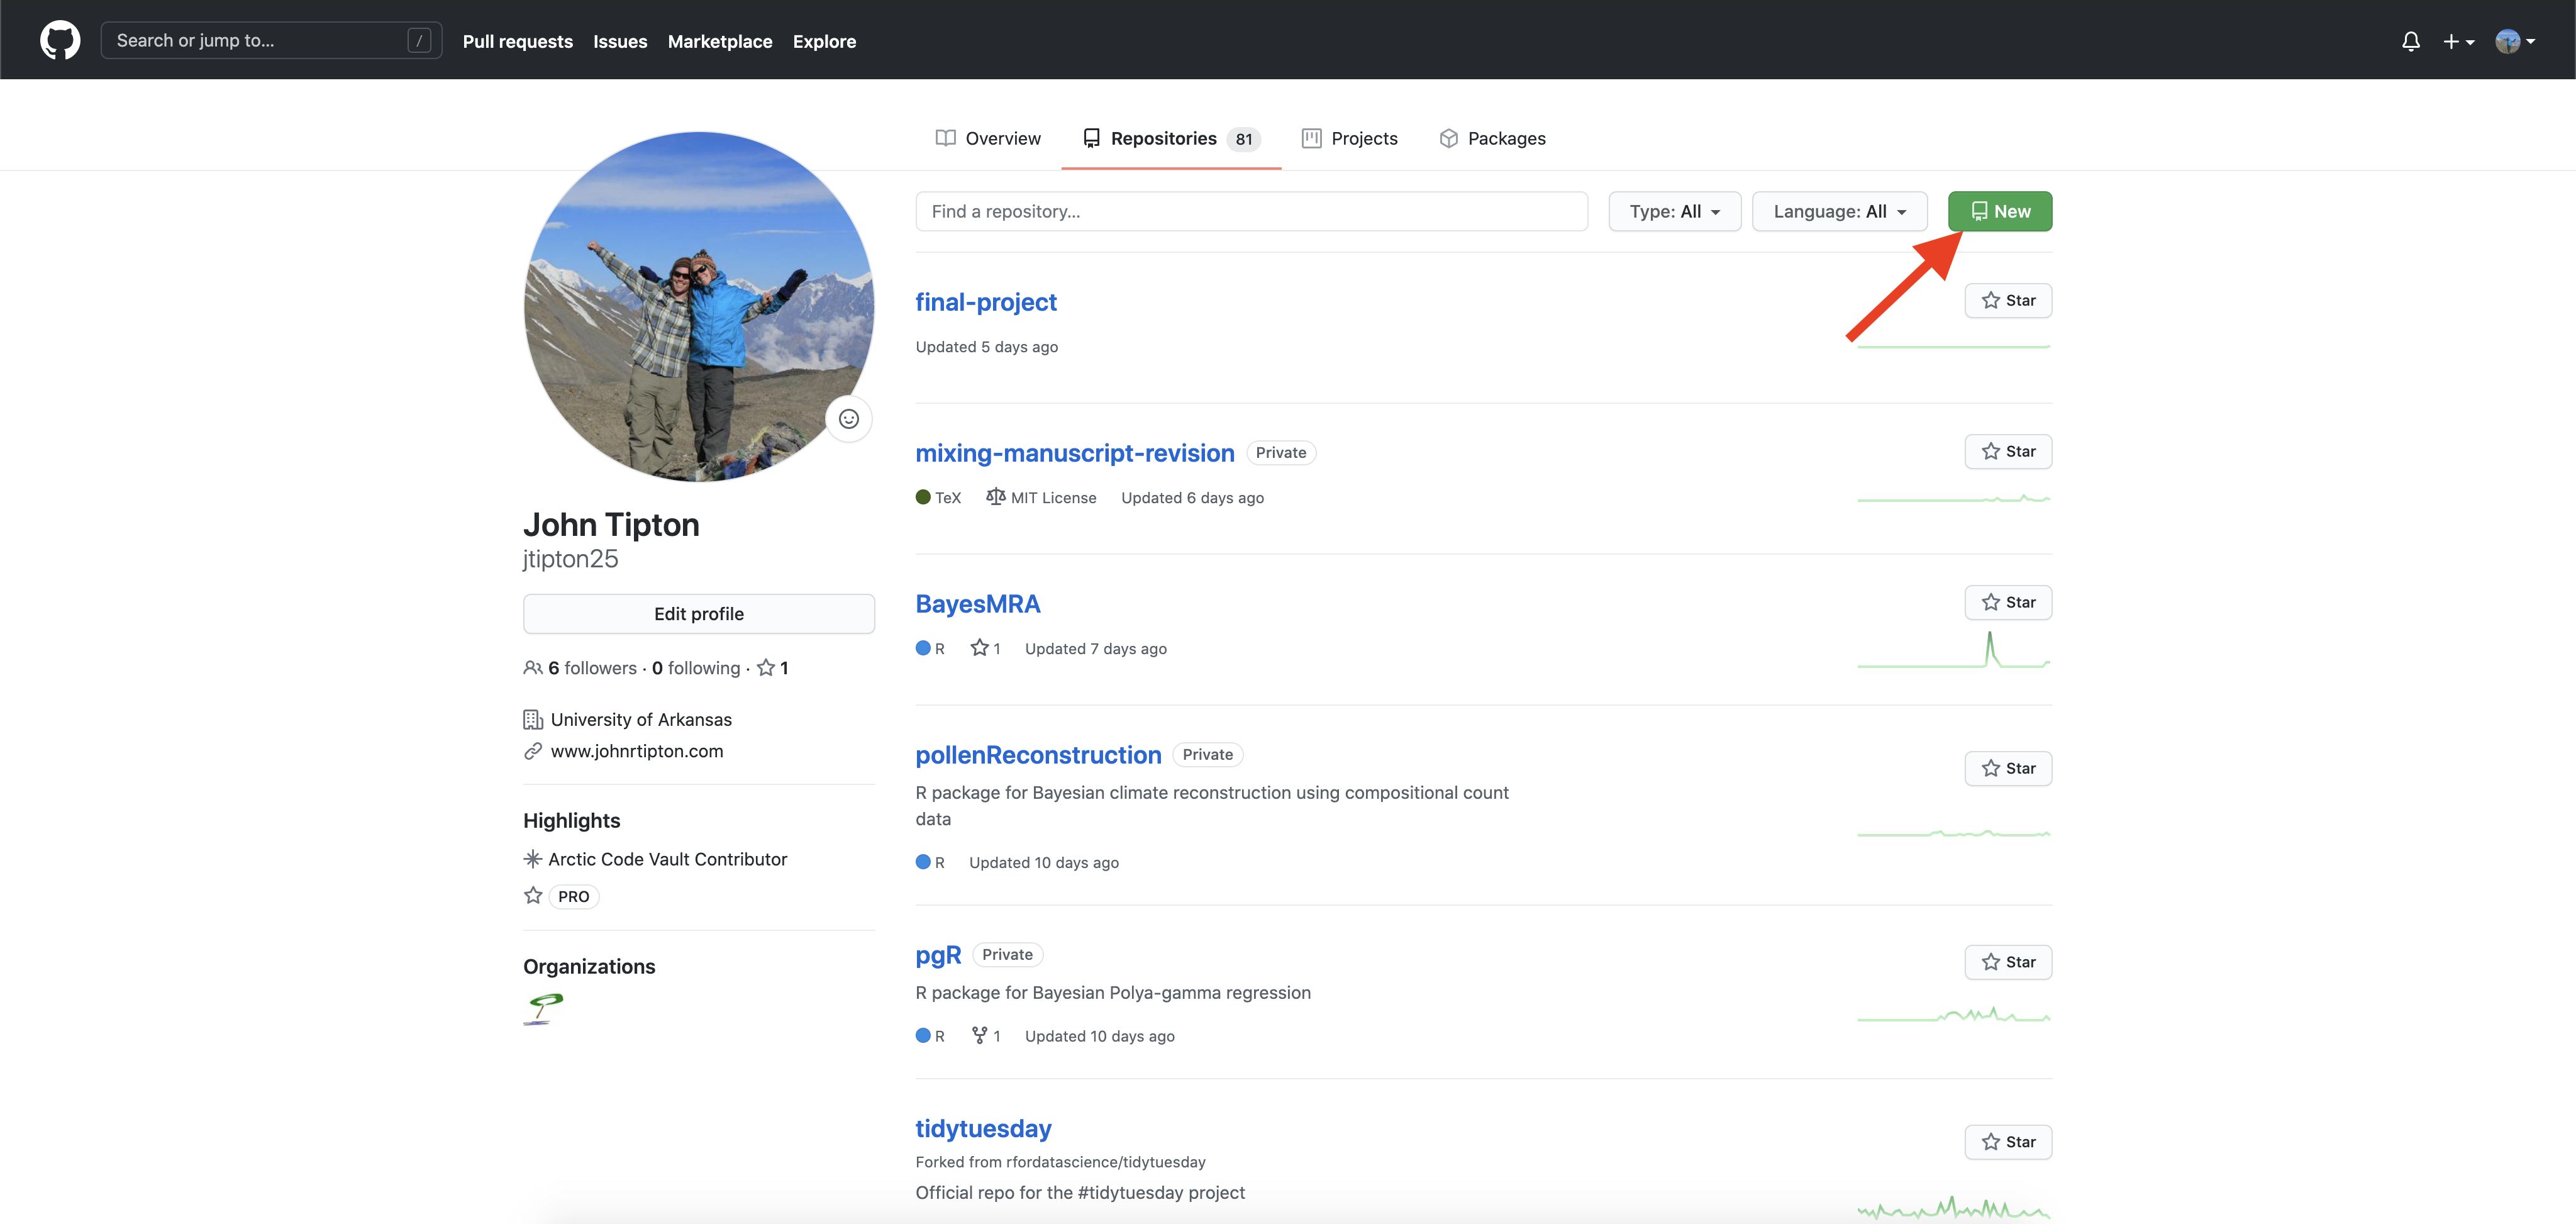 Search or jump to... /
Pull requests Issues Marketplace Explore
Overview Repositories 81 Projects Packages
Find a repository... Type: All Language: All New
John Tipton
jtipton25
Edit profile
6 followers · 0 following · 1
University of Arkansas
www.johnrtipton.com
Highlights
Arctic Code Vault Contributor
PRO
Organizations
final-project
Star
Updated 5 days ago
mixing-manuscript-revision Private
Star
TeX MIT License Updated 6 days ago
BayesMRA
Star
R 1 Updated 7 days ago
pollenReconstruction Private
Star
R package for Bayesian climate reconstruction using compositional count
data
R Updated 10 days ago
pgR Private
Star
R package for Bayesian Polya-gamma regression
R 1 Updated 10 days ago
tidytuesday
Star
Forked from rfordatascience/tidytuesday
Official repo for the #tidytuesday project